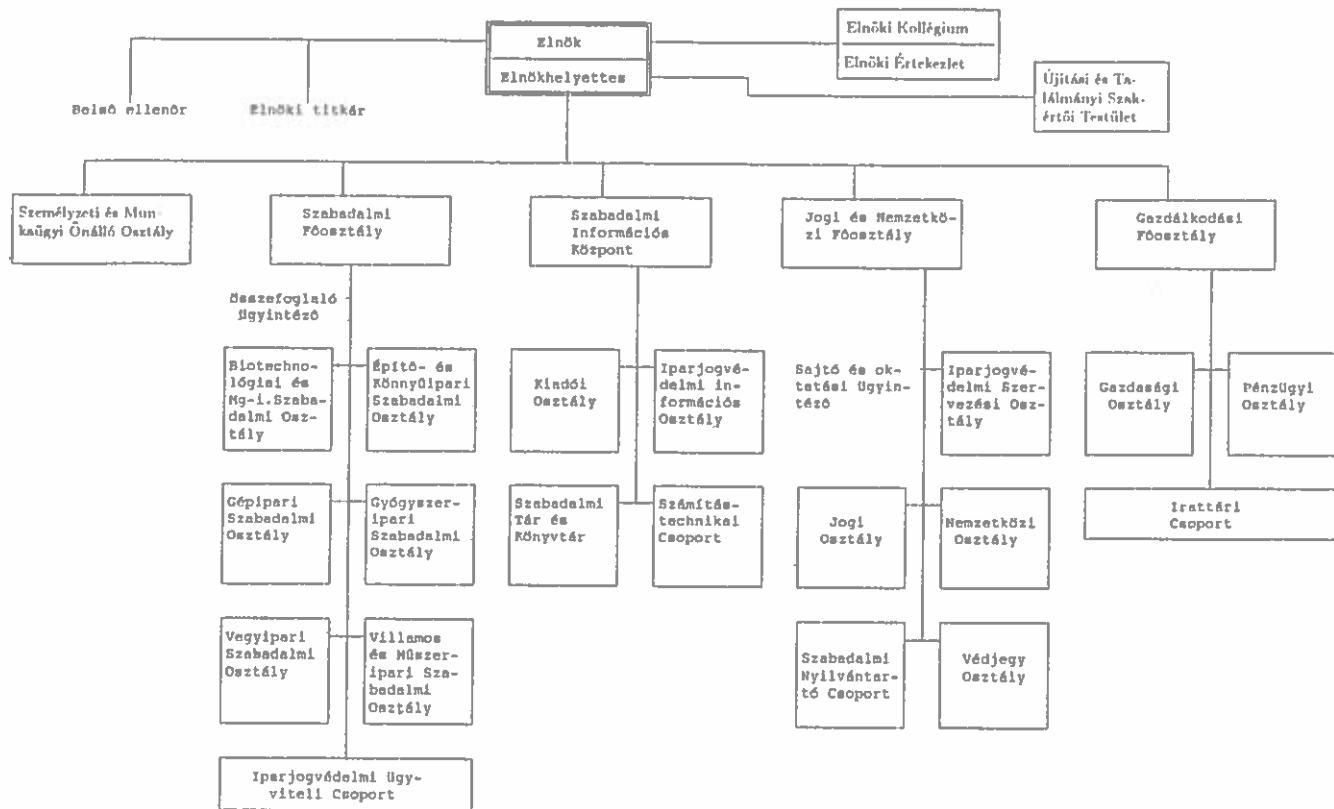 Elnök
Elnökhelyettes
Elnöki Kollégium
Elnöki Értekezlet
Újítási és Ta-
lálmányi Szak-
értői Testület
Belső ellenőr
Elnöki titkár
Személyzeti és Mun-
kaügyi Önálló Osztály
Szabadalmi
Főosztály
Szabadalmi
Információs
Központ
Jogi és Nemzetkö-
zi Főosztály
Gazdálkodási
Főosztály
összefoglaló
ügyintéző
Biotechno-
lógiai és
Mg-i.Szaba-
dalmi Osz-
tály
Építő- és
Könnyűipari
Szabadalmi
Osztály
Gépipari
Szabadalmi
Osztály
Gyógyszer-
ipari
Szabadalmi
Osztály
Vegyipari
Szabadalmi
Osztály
Villamos
és Műszer-
ipari Sza-
badalmi
Osztály
Iparjogvédelmi ügy-
viteli Csoport
Kiadói
Osztály
Iparjogvé-
delmi in-
formációs
Osztály
Szabadalmi
Tár és
Könyvtár
Számítás-
technikai
Csoport
Sajtó és ok-
tatási ügyin-
téző
Iparjogvé-
delmi Szer-
vezési Osz-
tály
Jogi
Osztály
Nemzetközi
Osztály
Szabadalmi
Nyilvántar-
tó Csoport
Védjegy
Osztály
Gazdasági
Osztály
Pénzügyi
Osztály
Irattári
Csoport